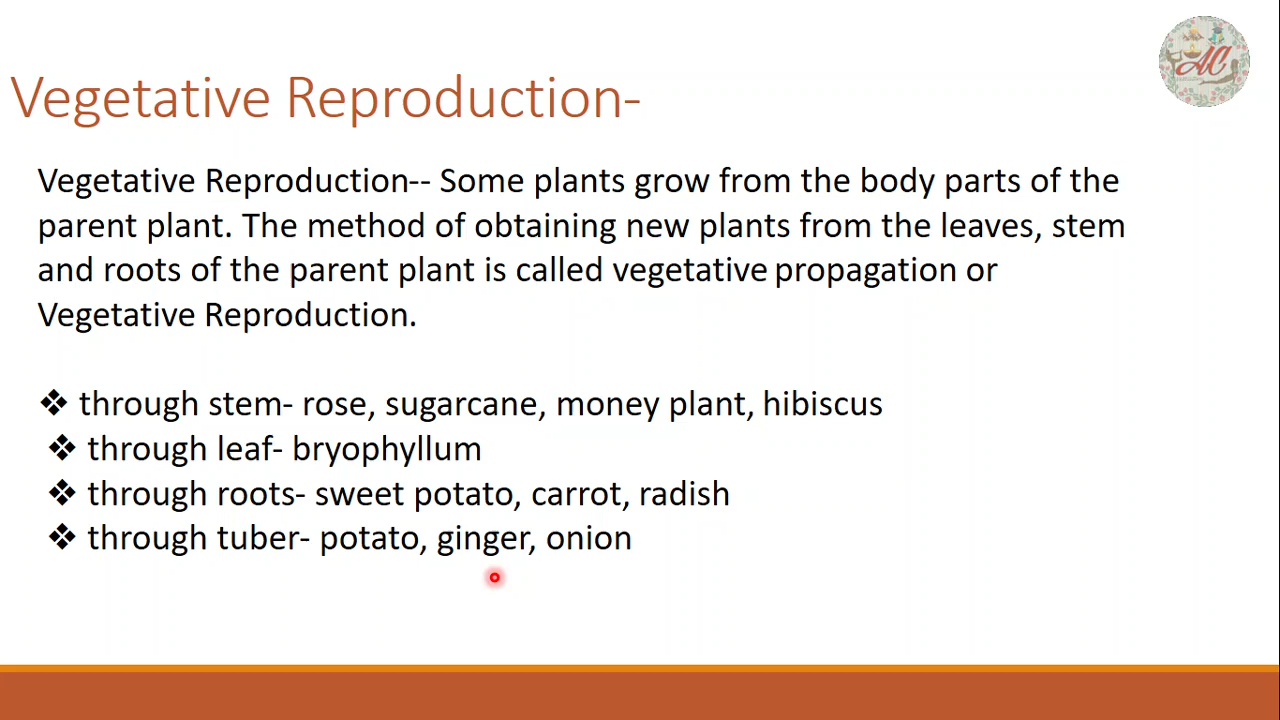 AC
Vegetative Reproduction-
Vegetative Reproduction-- Some plants grow from the body parts of the
parent plant. The method of obtaining new plants from the leaves, stem
and roots of the parent plant is called vegetative propagation or
Vegetative Reproduction.
❖ through stem- rose, sugarcane, money plant, hibiscus
❖ through leaf- bryophyllum
❖ through roots- sweet potato, carrot, radish
❖ through tuber- potato, ginger, onion